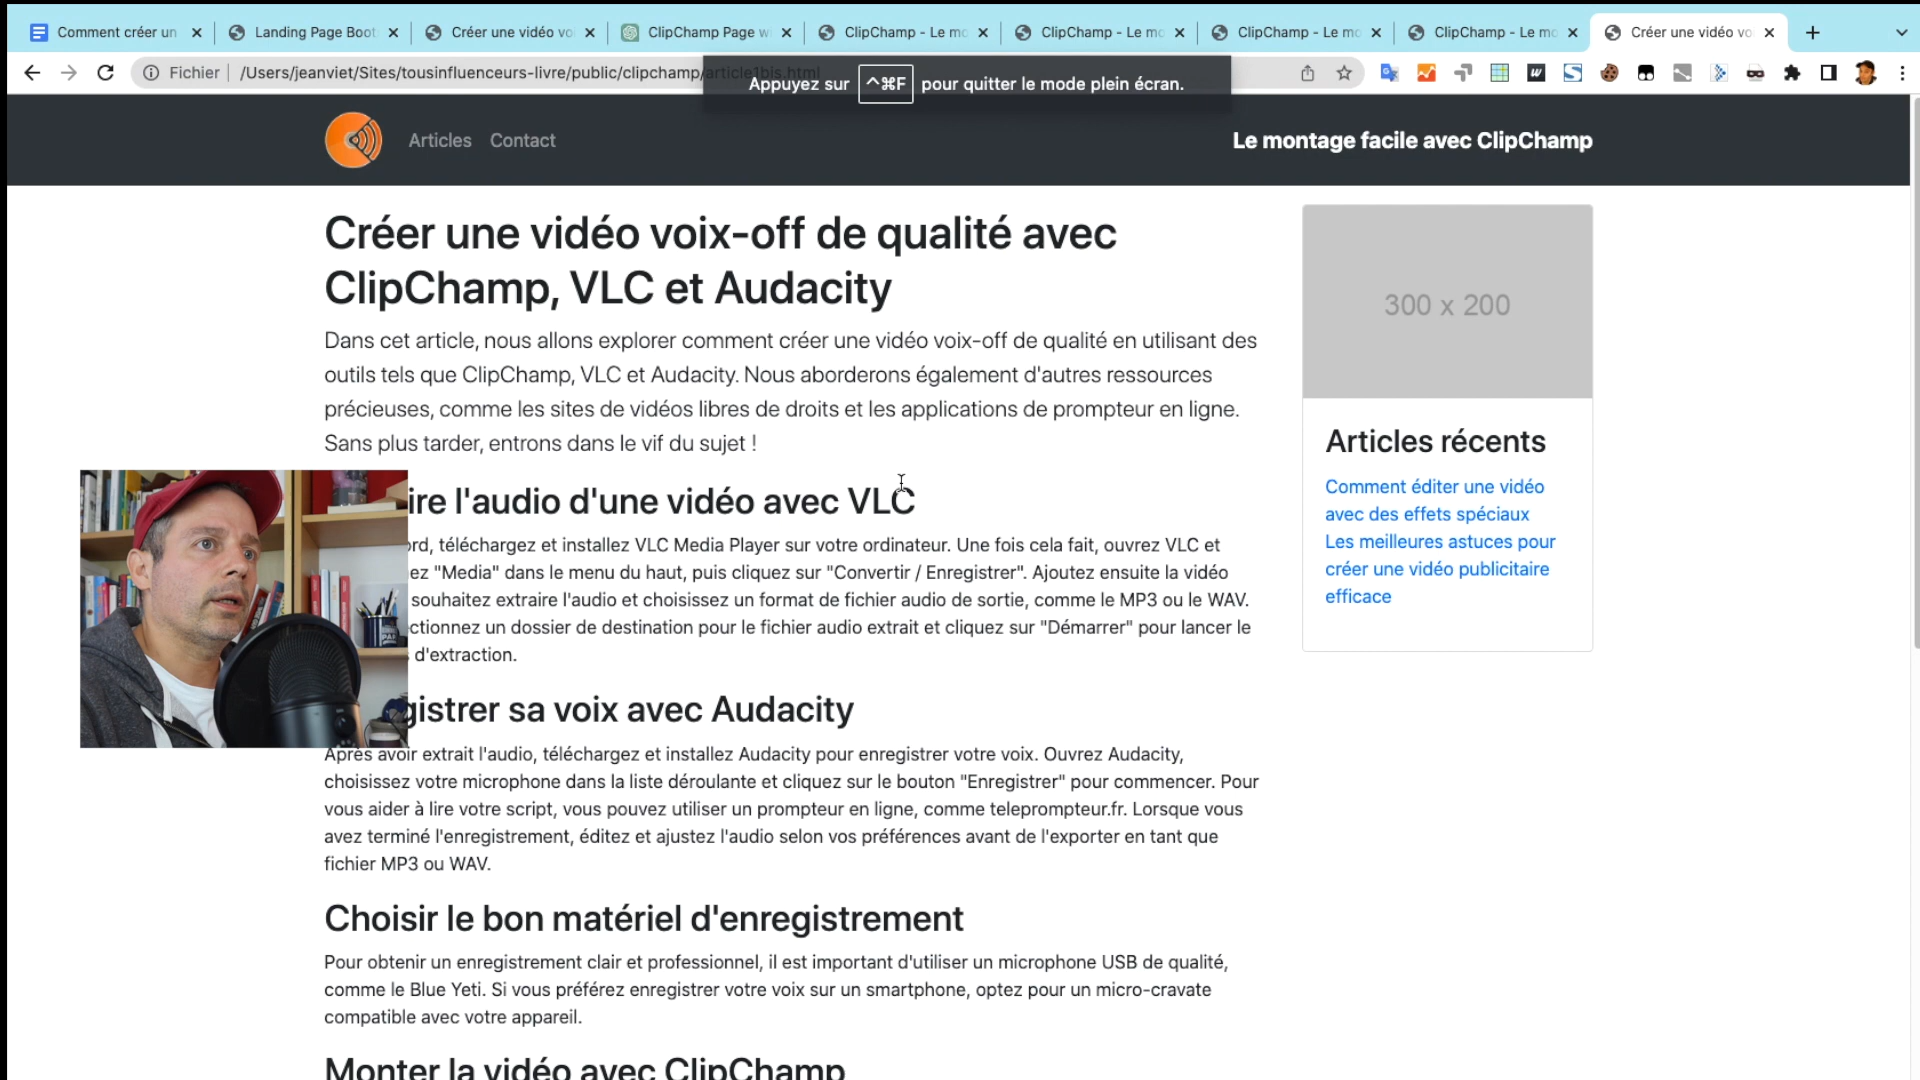 Comment créer un
Landing Page Boot
Créer une vidéo vo
ClipChamp Page w
ClipChamp - Le mo
ClipChamp - Le mo
ClipChamp - Le mo
ClipChamp - Le mo
Créer une vidéo vo
Fichier
/Users/jeanviet/Sites/tousinfluenceurs-livre/public/clipchamp/article1bis.html
Appuyez sur ^⌘F pour quitter le mode plein écran.
Articles Contact
Le montage facile avec ClipChamp
Créer une vidéo voix-off de qualité avec
ClipChamp, VLC et Audacity
Dans cet article, nous allons explorer comment créer une vidéo voix-off de qualité en utilisant des
outils tels que ClipChamp, VLC et Audacity. Nous aborderons également d'autres ressources
précieuses, comme les sites de vidéos libres de droits et les applications de prompteur en ligne.
Sans plus tarder, entrons dans le vif du sujet !
ire l'audio d'une vidéo avec VLC
ord, téléchargez et installez VLC Media Player sur votre ordinateur. Une fois cela fait, ouvrez VLC et
ez "Media" dans le menu du haut, puis cliquez sur "Convertir / Enregistrer". Ajoutez ensuite la vidéo
souhaitez extraire l'audio et choisissez un format de fichier audio de sortie, comme le MP3 ou le WAV.
ctionnez un dossier de destination pour le fichier audio extrait et cliquez sur "Démarrer" pour lancer le
d'extraction.
gistrer sa voix avec Audacity
Après avoir extrait l'audio, téléchargez et installez Audacity pour enregistrer votre voix. Ouvrez Audacity,
choisissez votre microphone dans la liste déroulante et cliquez sur le bouton "Enregistrer" pour commencer. Pour
vous aider à lire votre script, vous pouvez utiliser un prompteur en ligne, comme teleprompteur.fr. Lorsque vous
avez terminé l'enregistrement, éditez et ajustez l'audio selon vos préférences avant de l'exporter en tant que
fichier MP3 ou WAV.
Choisir le bon matériel d'enregistrement
Pour obtenir un enregistrement clair et professionnel, il est important d'utiliser un microphone USB de qualité,
comme le Blue Yeti. Si vous préférez enregistrer votre voix sur un smartphone, optez pour un micro-cravate
compatible avec votre appareil.
Monter la vidéo avec ClipChamp
300 x 200
Articles récents
Comment éditer une vidéo
avec des effets spéciaux
Les meilleures astuces pour
créer une vidéo publicitaire
efficace